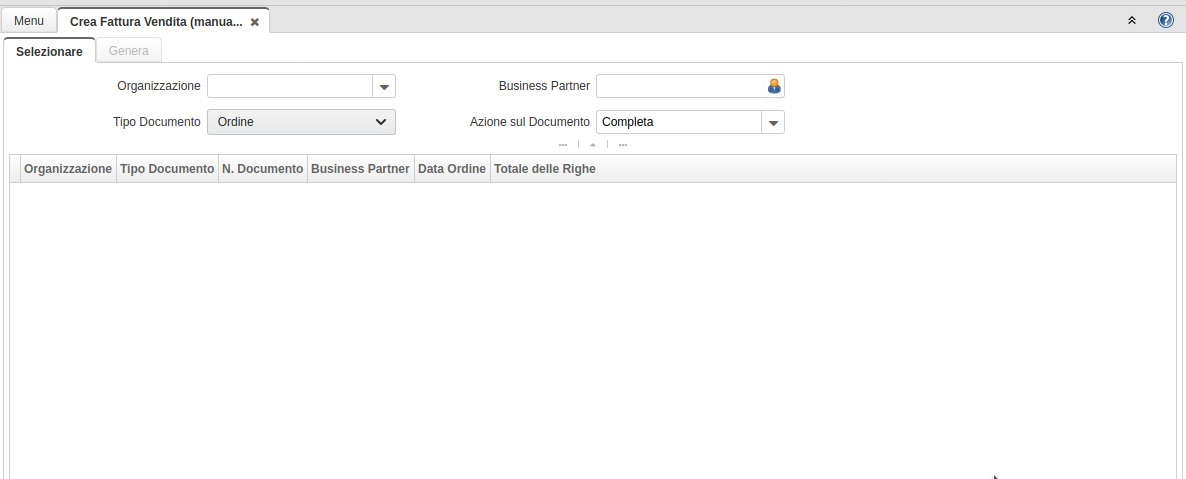 Menu
Crea Fattura Vendita (manua...
Selezionare
Genera
Organizzazione
Business Partner
Tipo Documento
Ordine
Azione sul Documento
Completa
Organizzazione Tipo Documento N. Documento Business Partner Data Ordine Totale delle Righe